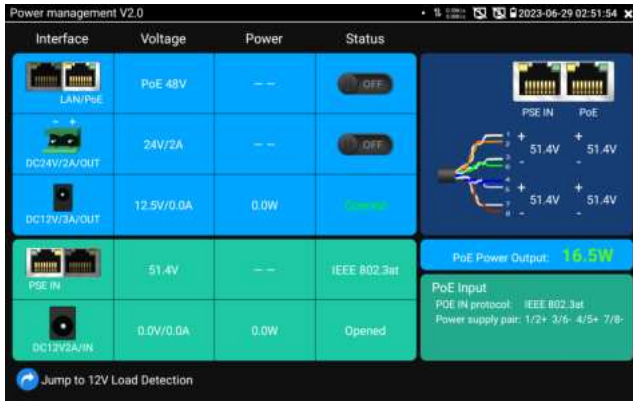 Power management V2.0
2023-06-29 02:51:54
Interface Voltage Power Status
LAN/PoE PoE 48V -- OFF
DC24V/2A/OUT 24V/2A -- OFF
DC12V/3A/OUT 12.5V/0.0A 0.0W Opened
PSE IN 51.4V -- IEEE 802.3at
DC12V2A/IN 0.0V/0.0A 0.0W Opened
PSE IN PoE
1 + +
2 51.4V 51.4V
3 - -
6
4 + +
5 51.4V 51.4V
7 - -
8
PoE Power Output: 16.5W
PoE Input
POE IN protocol: IEEE 802.3at
Power supply pair: 1/2+ 3/6- 4/5+ 7/8-
Jump to 12V Load Detection